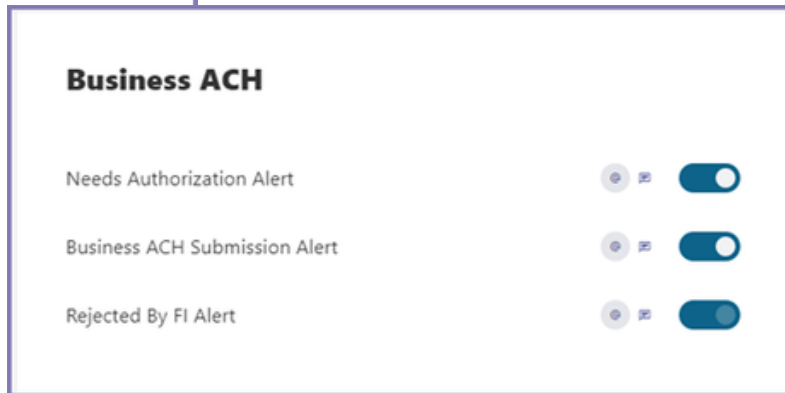 Business ACH
Needs Authorization Alert
Business ACH Submission Alert
Rejected By FI Alert